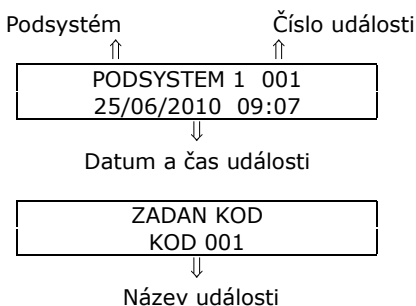 Podsystém Číslo události
⇑ ⇑
PODSYSTEM 1 001
25/06/2010 09:07
⇓
Datum a čas události
ZADAN KOD
KOD 001
⇓
Název události